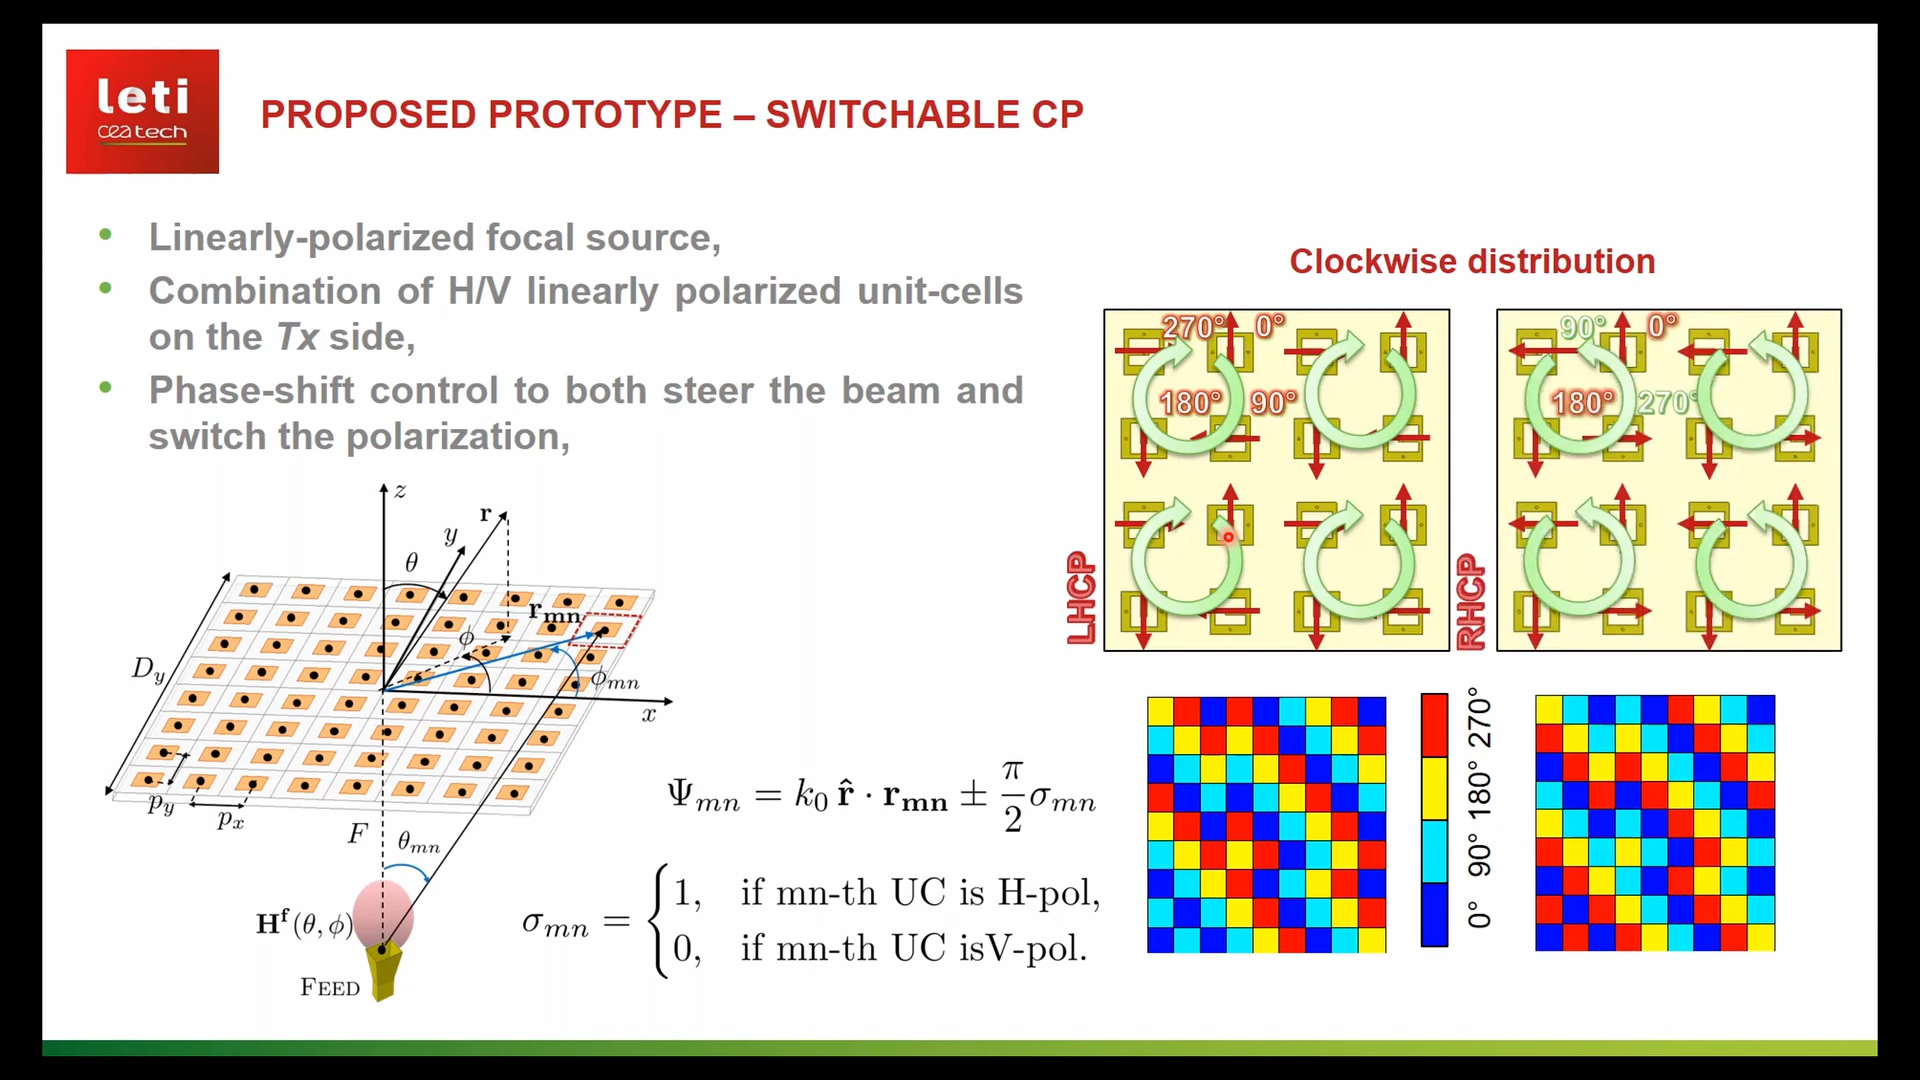 leti
cea tech
PROPOSED PROTOTYPE – SWITCHABLE CP
• Linearly-polarized focal source,
• Combination of H/V linearly polarized unit-cells
on the Tx side,
• Phase-shift control to both steer the beam and
switch the polarization,
Clockwise distribution
270° 0°
180° 90°
LHCP
90° 0°
180° 270°
RHCP
z
r
y
θ
r_mn
ϕ
ϕ_mn
x
D_y
p_y
p_x
F
θ_mn
H^f(θ, ϕ)
FEED
Ψ_mn = k_0 r̂ · r_mn ± π/2 σ_mn
σ_mn = { 1, if mn-th UC is H-pol,
0, if mn-th UC isV-pol.
0° 90° 180° 270°